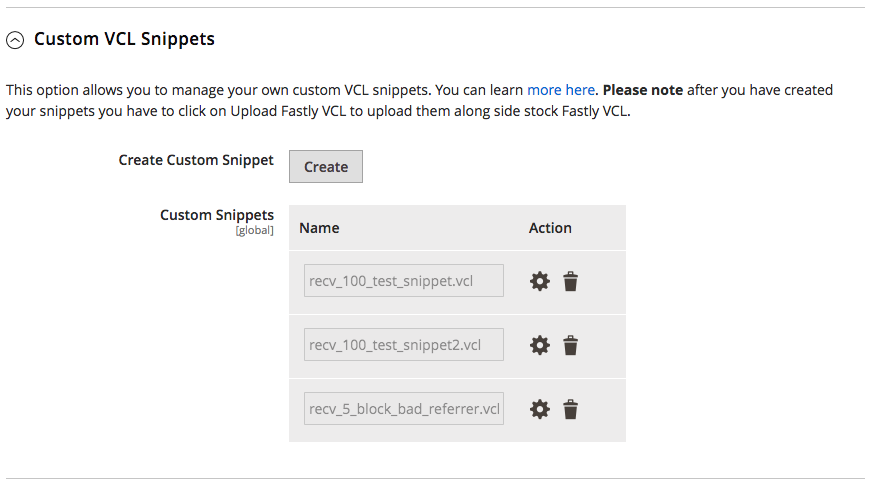 Custom VCL Snippets
This option allows you to manage your own custom VCL snippets. You can learn more here. Please note after you have created
your snippets you have to click on Upload Fastly VCL to upload them along side stock Fastly VCL.
Create Custom Snippet Create
Custom Snippets Name Action
[global]
recv_100_test_snippet.vcl
recv_100_test_snippet2.vcl
recv_5_block_bad_referrer.vcl